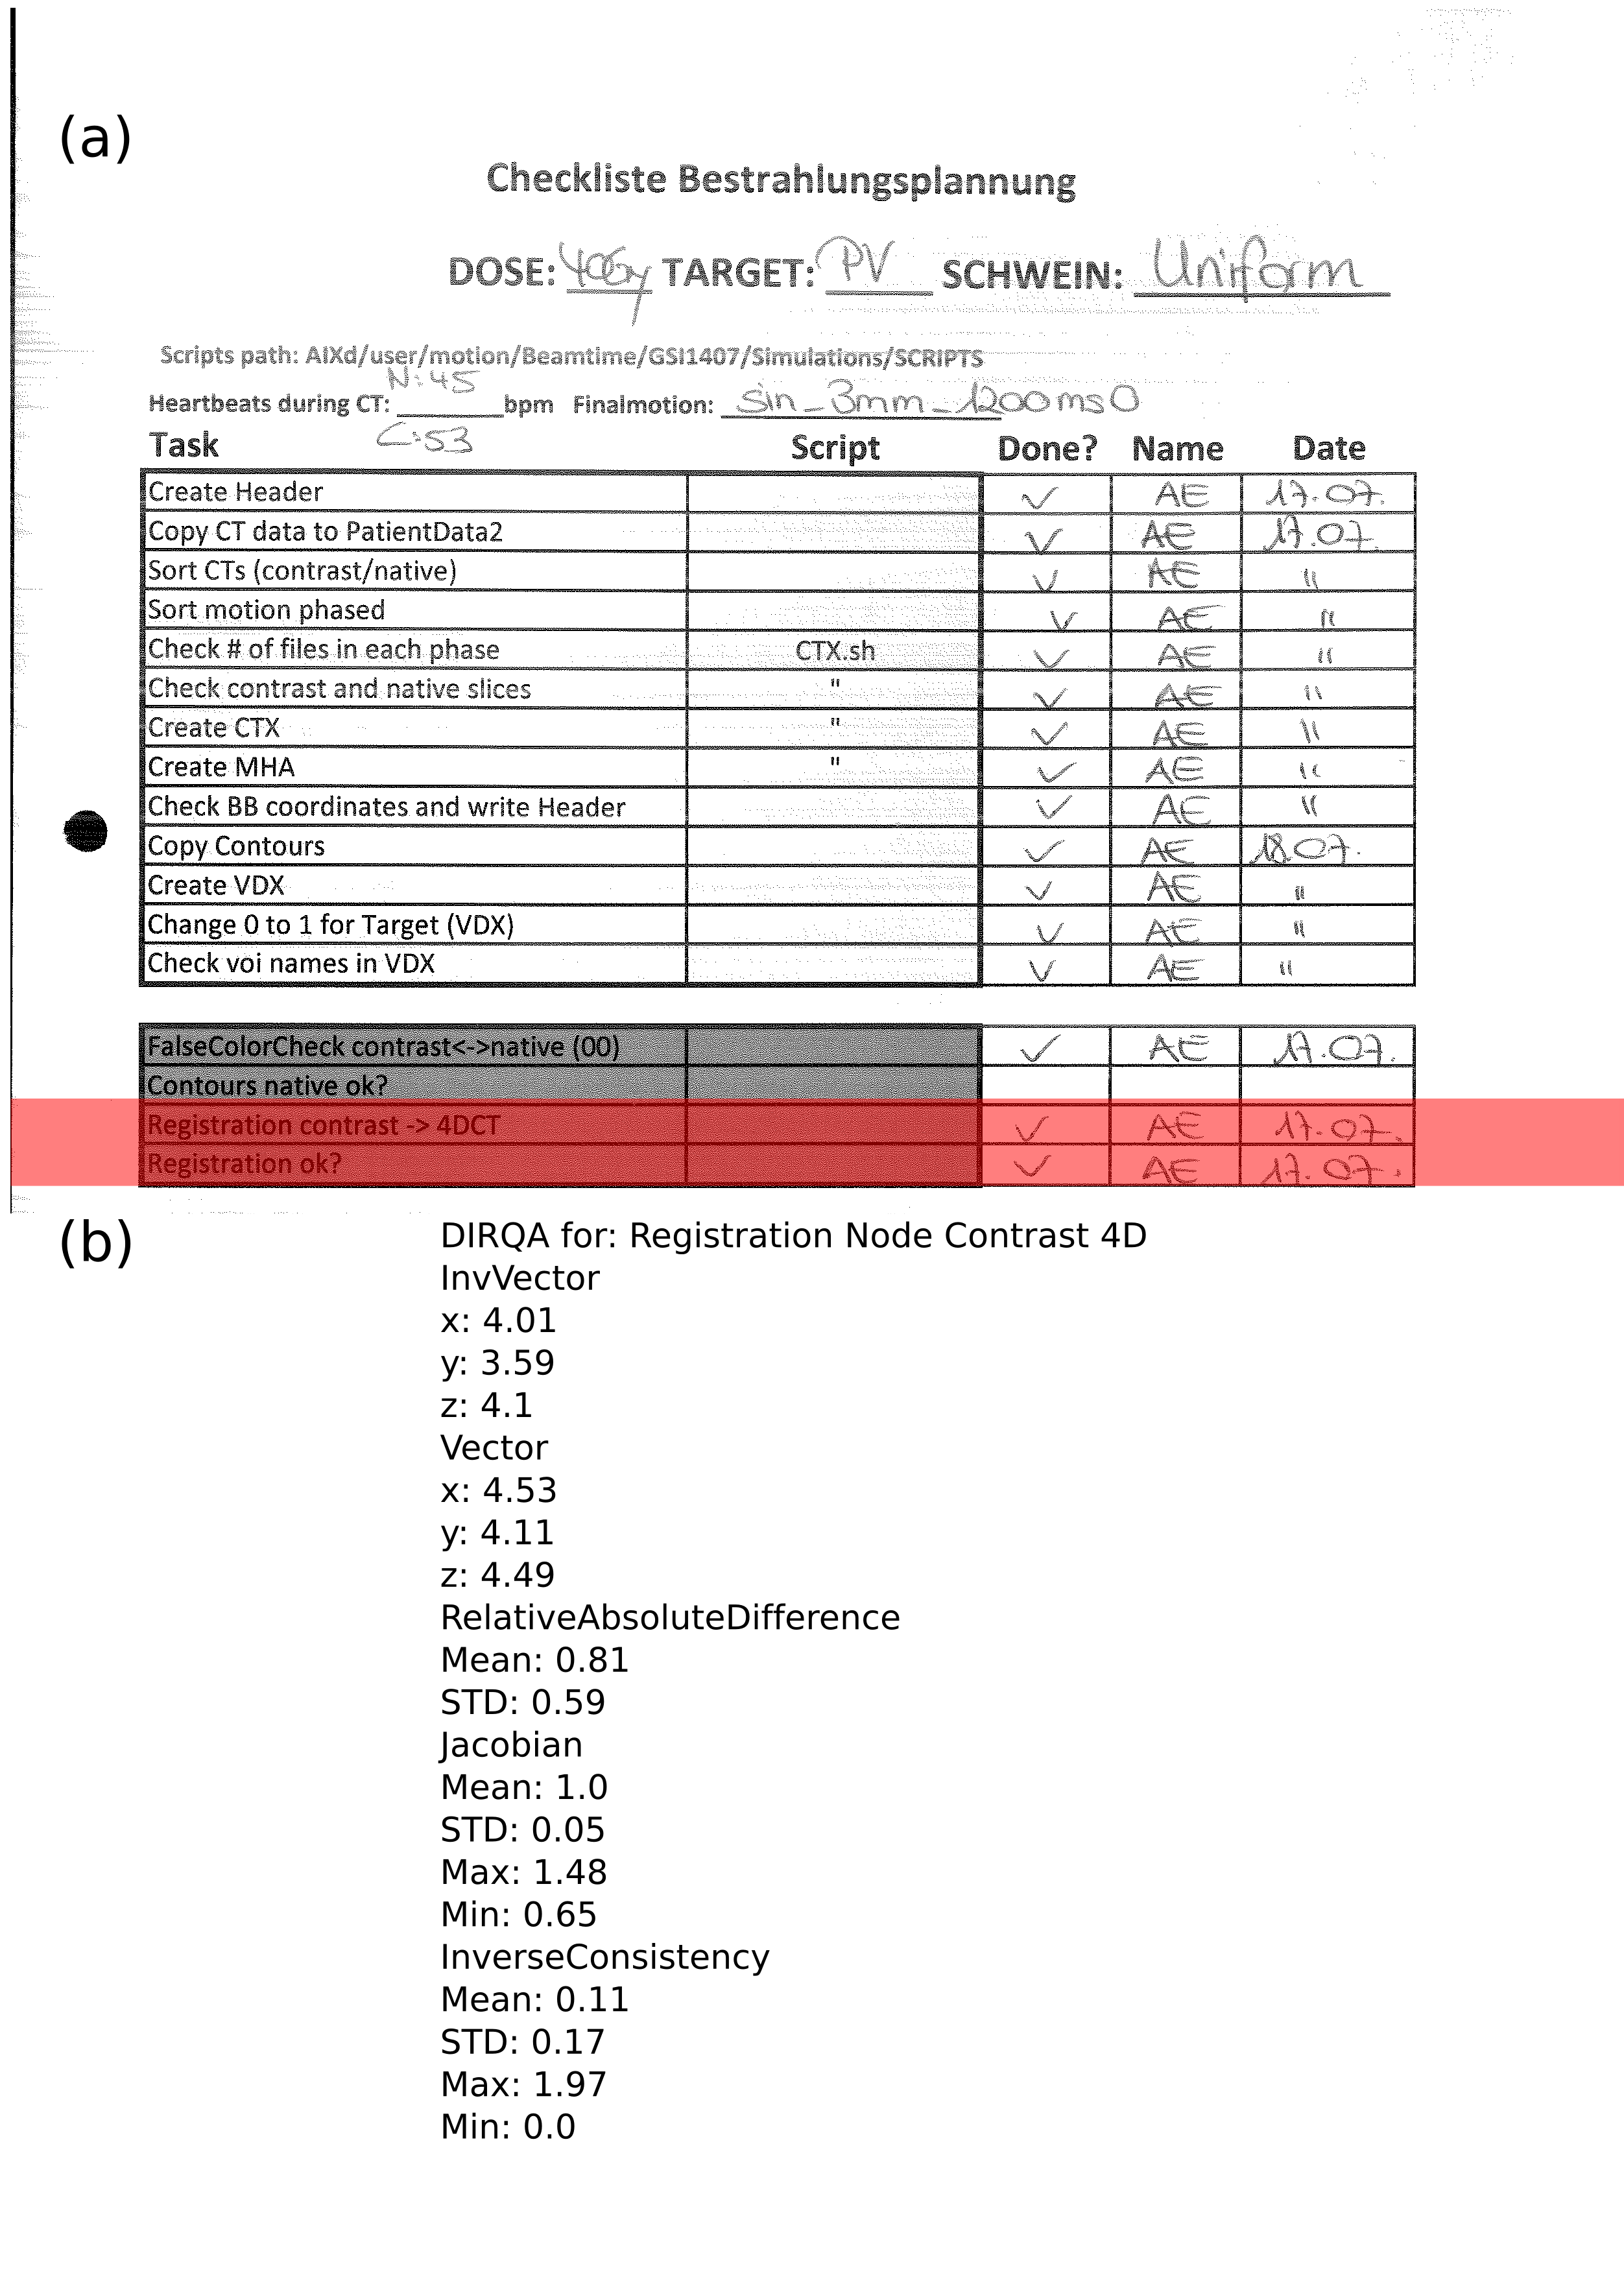 (a)
Checkliste Bestrahlungsplannung
DOSE: 40Gy TARGET: PV SCHWEIN: Uniform
Scripts path: AIXd/user/motion/Beamtime/GSI1407/Simulations/SCRIPTS
N: 45
Heartbeats during CT: ______bpm Finalmotion: sin_3mm_1200ms0
C: 53
Task Script Done? Name Date
Create Header ✓ AE 17.07.
Copy CT data to PatientData2 ✓ AE 17.07.
Sort CTs (contrast/native) ✓ AE "
Sort motion phased ✓ AE "
Check # of files in each phase CTX.sh ✓ AE "
Check contrast and native slices " ✓ AE "
Create CTX " ✓ AE "
Create MHA " ✓ AE "
Check BB coordinates and write Header ✓ AE "
Copy Contours ✓ AE 18.07.
Create VDX ✓ AE "
Change 0 to 1 for Target (VDX) ✓ AE "
Check voi names in VDX ✓ AE "
FalseColorCheck contrast<->native (00) ✓ AE 17.07.
Contours native ok?
Registration contrast -> 4DCT ✓ AE 17.07.
Registration ok? ✓ AE 17.07.
(b)
DIRQA for: Registration Node Contrast 4D
InvVector
x: 4.01
y: 3.59
z: 4.1
Vector
x: 4.53
y: 4.11
z: 4.49
RelativeAbsoluteDifference
Mean: 0.81
STD: 0.59
Jacobian
Mean: 1.0
STD: 0.05
Max: 1.48
Min: 0.65
InverseConsistency
Mean: 0.11
STD: 0.17
Max: 1.97
Min: 0.0